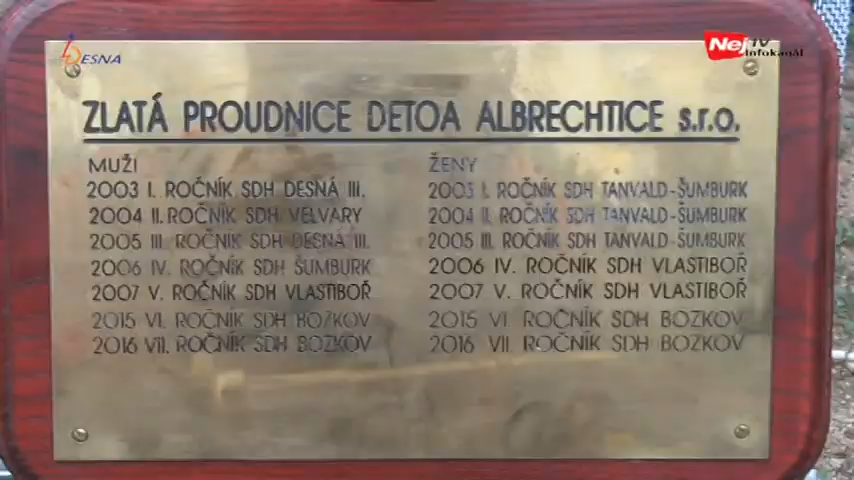 DESNA
Nej TV
infokanál
ZLATÁ PROUDNICE DETOA ALBRECHTICE s.r.o.
MUŽI
2003 I. ROČNÍK SDH DESNÁ III.
2004 II. ROČNÍK SDH VELVARY
2005 III. ROČNÍK SDH DESNÁ III.
2006 IV. ROČNÍK SDH ŠUMBURK
2007 V. ROČNÍK SDH VLASTIBOŘ
2015 VI. ROČNÍK SDH BOZKOV
2016 VII. ROČNÍK SDH BOZKOV
ŽENY
2003 I. ROČNÍK SDH TANVALD-ŠUMBURK
2004 II. ROČNÍK SDH TANVALD-ŠUMBURK
2005 III. ROČNÍK SDH TANVALD-ŠUMBURK
2006 IV. ROČNÍK SDH VLASTIBOŘ
2007 V. ROČNÍK SDH VLASTIBOŘ
2015 VI ROČNÍK SDH BOZKOV
2016 VII ROČNÍK SDH BOZKOV